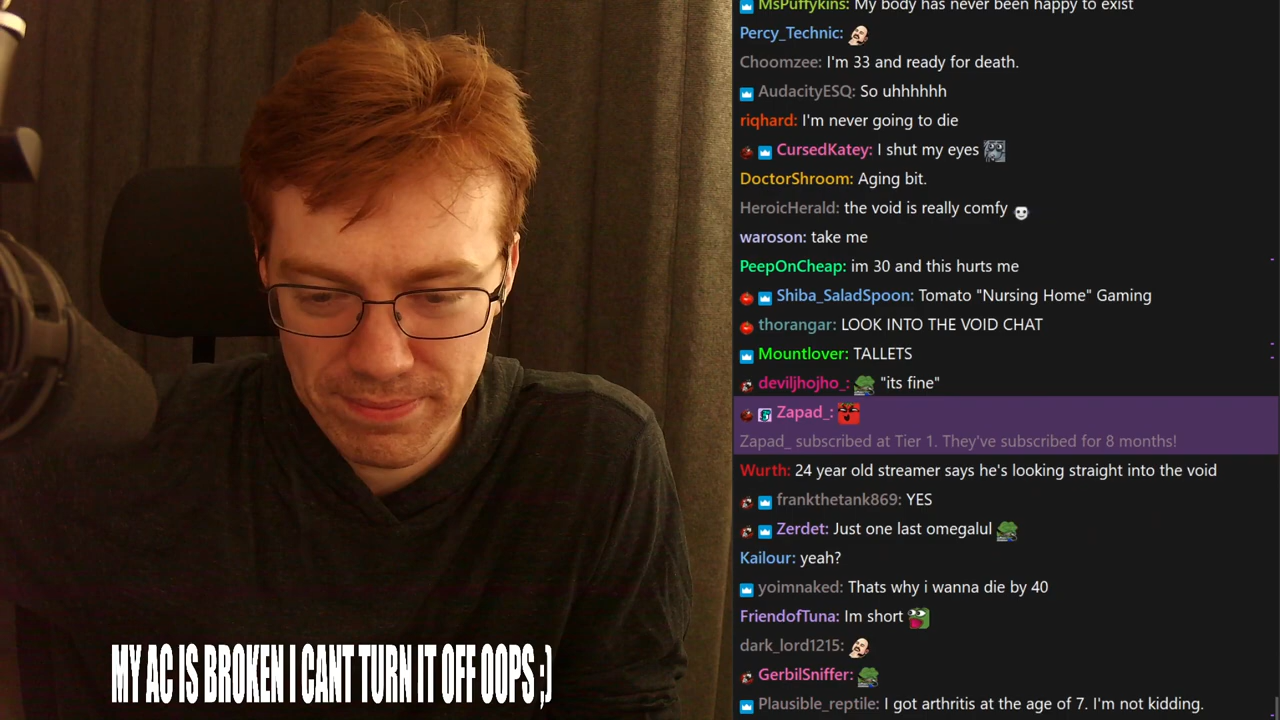 MsPuffykins: My body has never been happy to exist
Percy_Technic:
Choomzee: I'm 33 and ready for death.
AudacityESQ: So uhhhhhh
riqhard: I'm never going to die
CursedKatey: I shut my eyes
DoctorShroom: Aging bit.
HeroicHerald: the void is really comfy
waroson: take me
PeepOnCheap: im 30 and this hurts me
Shiba_SaladSpoon: Tomato "Nursing Home" Gaming
thorangar: LOOK INTO THE VOID CHAT
Mountlover: TALLETS
deviljhojho_: "its fine"
Zapad_:
Zapad_ subscribed at Tier 1. They've subscribed for 8 months!
Wurth: 24 year old streamer says he's looking straight into the void
frankthetank869: YES
Zerdet: Just one last omegalul
Kailour: yeah?
yoimnaked: Thats why i wanna die by 40
FriendofTuna: Im short
dark_lord1215:
GerbilSniffer:
Plausible_reptile: I got arthritis at the age of 7. I'm not kidding.
MY AC IS BROKEN I CANT TURN IT OFF OOPS ;)